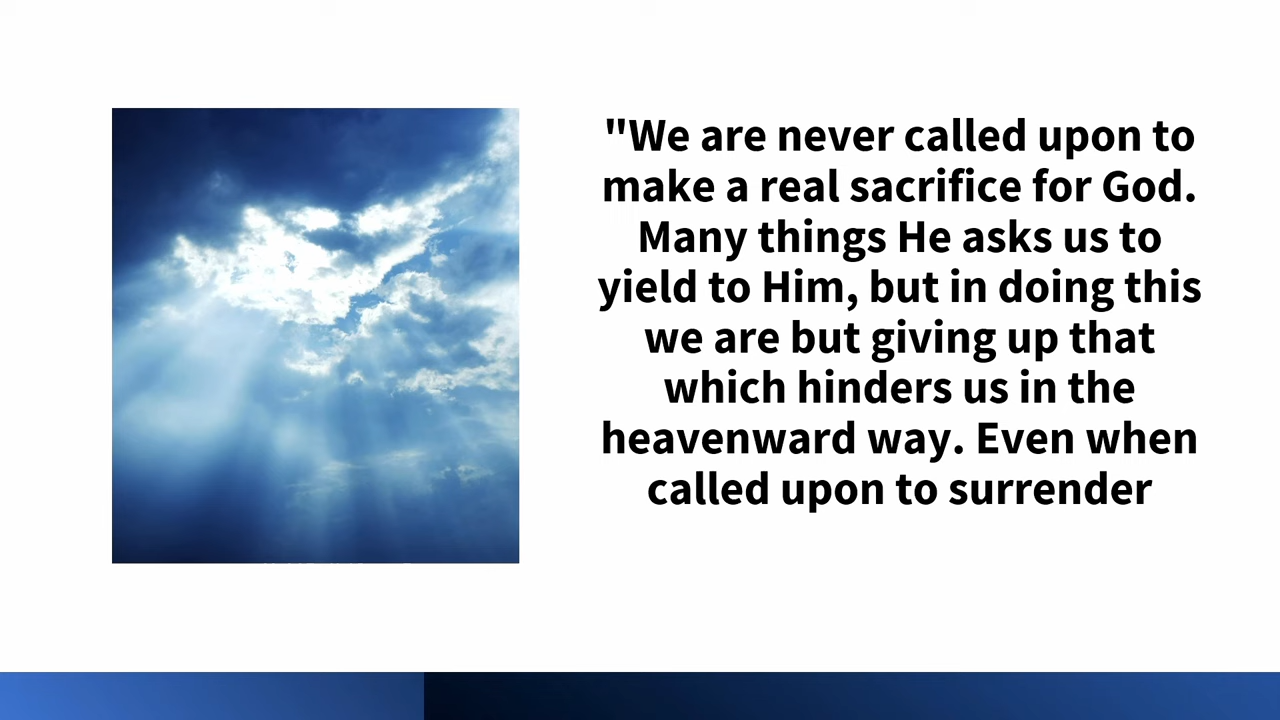 "We are never called upon to
make a real sacrifice for God.
Many things He asks us to
yield to Him, but in doing this
we are but giving up that
which hinders us in the
heavenward way. Even when
called upon to surrender